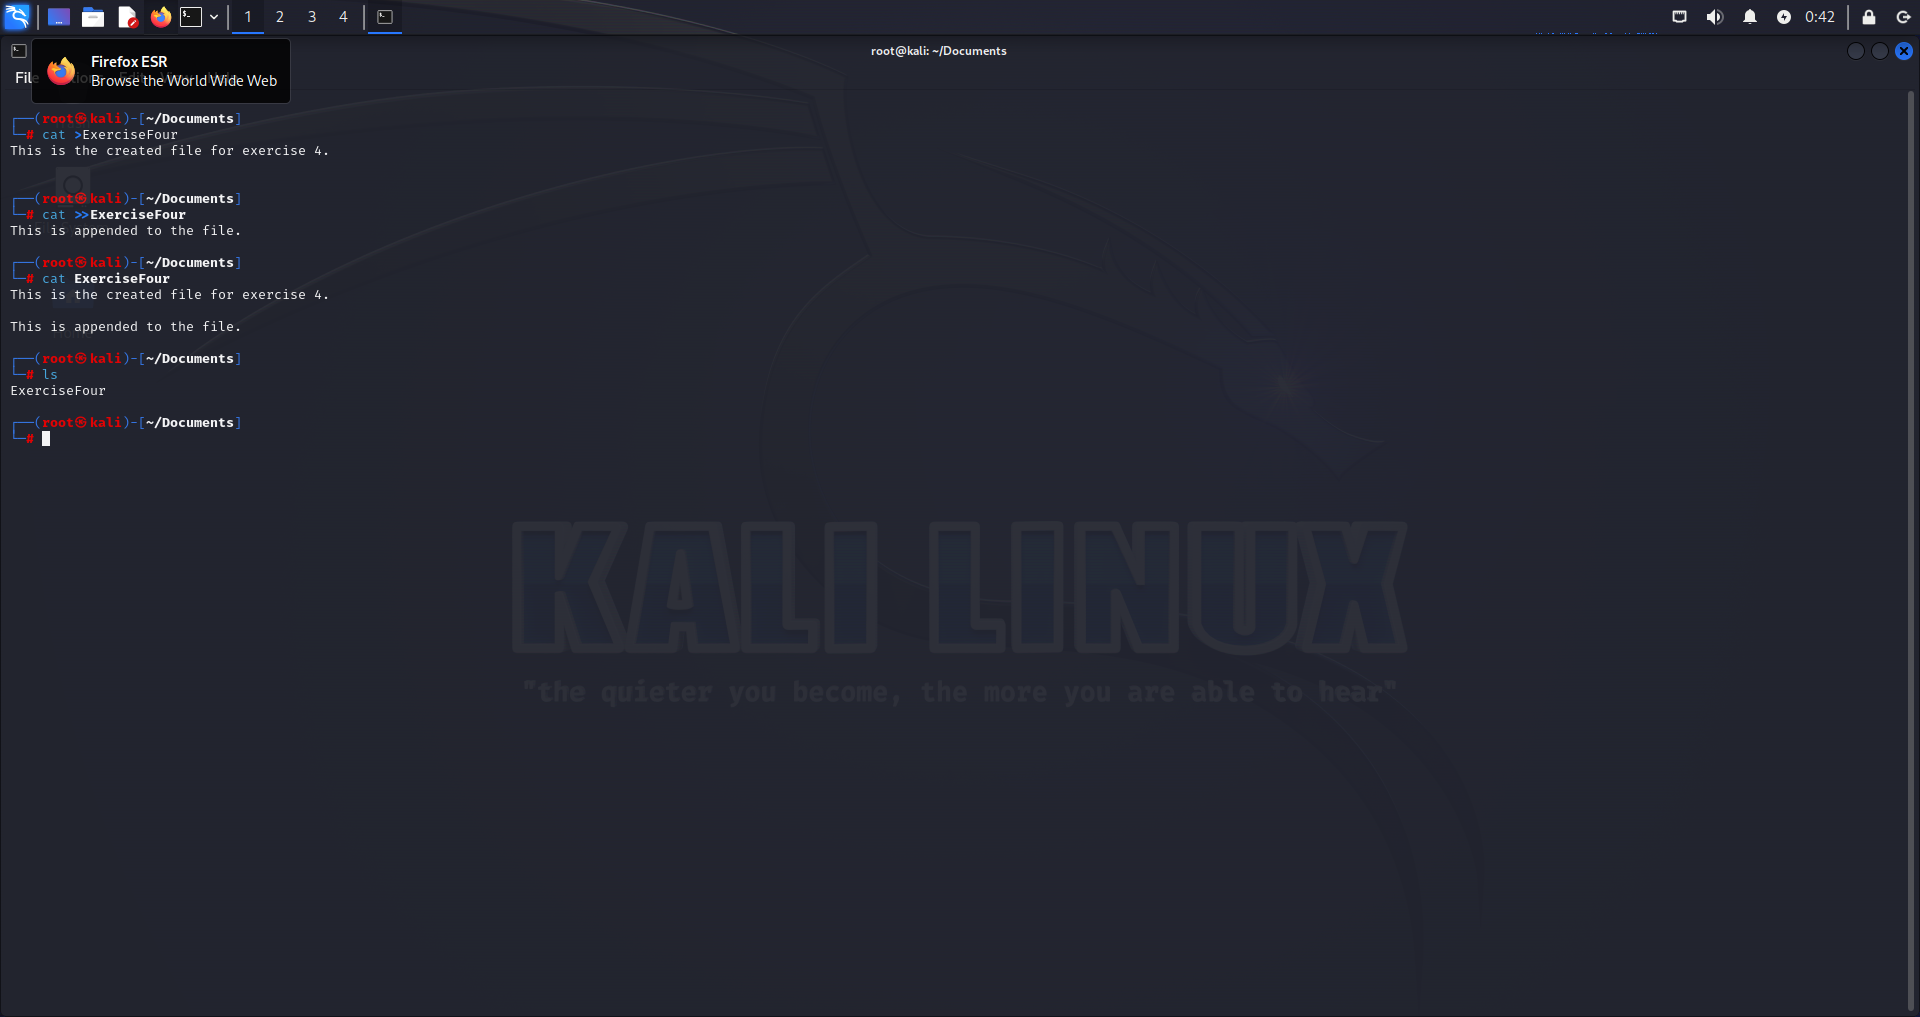 1 2 3 4
0:42
root@kali: ~/Documents
Firefox ESR
File
Browse the World Wide Web
┌──(root㉿kali)-[~/Documents]
└─# cat >ExerciseFour
This is the created file for exercise 4.
┌──(root㉿kali)-[~/Documents]
└─# cat >>ExerciseFour
This is appended to the file.
┌──(root㉿kali)-[~/Documents]
└─# cat ExerciseFour
This is the created file for exercise 4.
This is appended to the file.
┌──(root㉿kali)-[~/Documents]
└─# ls
ExerciseFour
┌──(root㉿kali)-[~/Documents]
└─#
KALI LINUX
"the quieter you become, the more you are able to hear"